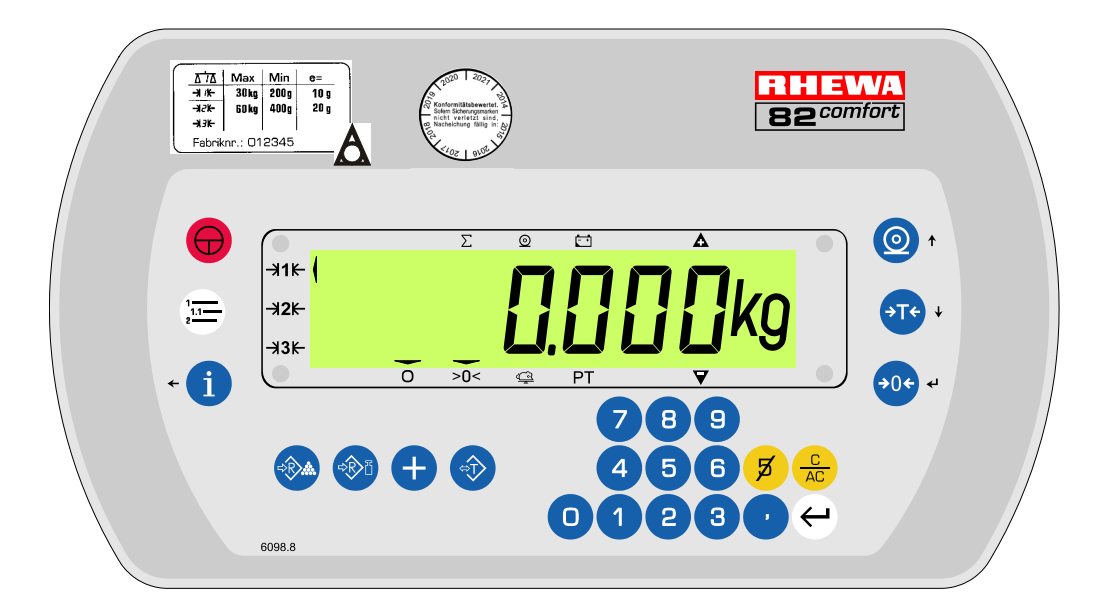 Max Min e=
1 30kg 200g 10g
2 60kg 400g 20g
3
Fabriknr.: 012345
2014
2015
2016
2017
2018
2019
2020
2021
Konformitätsbewertet.
Sofern Sicherungsmarken
nicht verletzt sind,
Nacheichung fällig in:
RHEWA
82 comfort
1
2
3
0.000kg
O >0< PT
1
1.1
2
i
T
0
R R + T
7 8 9
4 5 6 5 C
AC
0 1 2 3 ,
6098.8